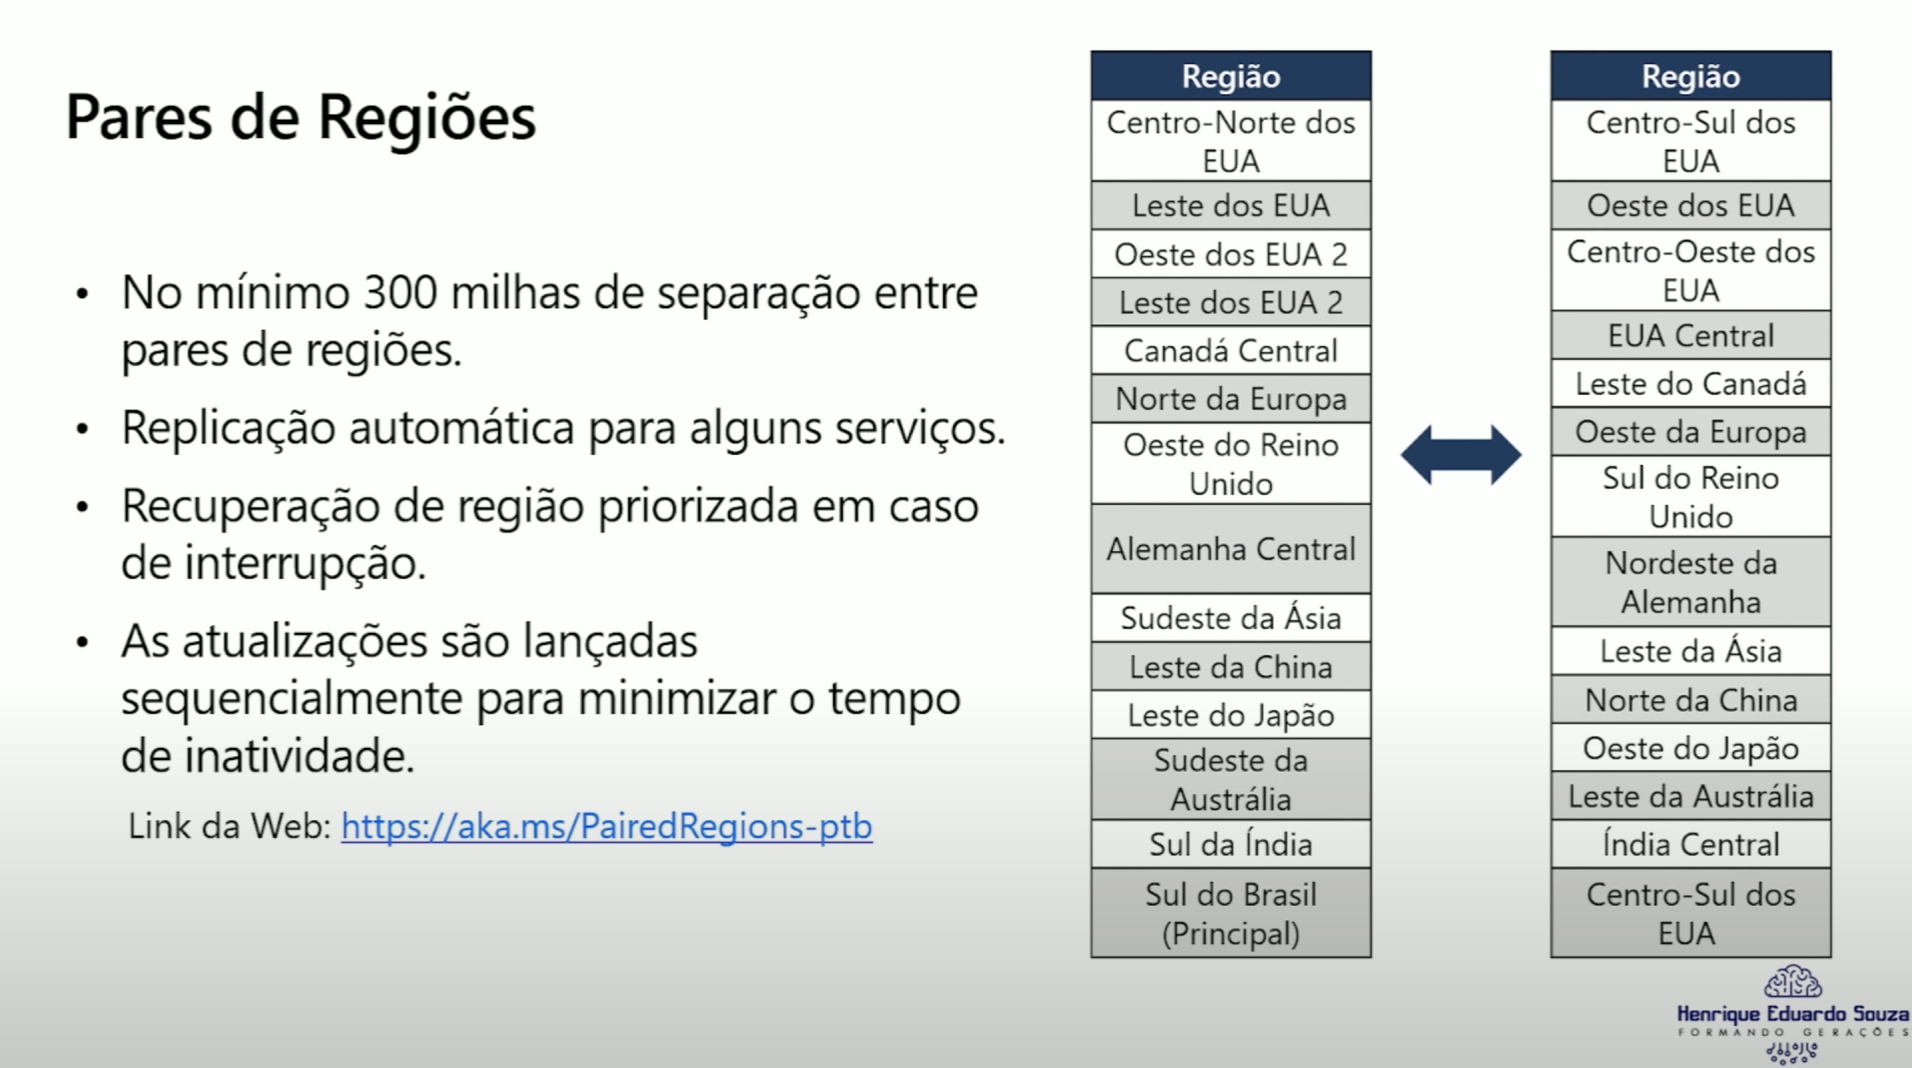 Pares de Regiões
• No mínimo 300 milhas de separação entre
pares de regiões.
• Replicação automática para alguns serviços.
• Recuperação de região priorizada em caso
de interrupção.
• As atualizações são lançadas
sequencialmente para minimizar o tempo
de inatividade.
Link da Web: https://aka.ms/PairedRegions-ptb
Região
Centro-Norte dos
EUA
Leste dos EUA
Oeste dos EUA 2
Leste dos EUA 2
Canadá Central
Norte da Europa
Oeste do Reino
Unido
Alemanha Central
Sudeste da Ásia
Leste da China
Leste do Japão
Sudeste da
Austrália
Sul da Índia
Sul do Brasil
(Principal)
Região
Centro-Sul dos
EUA
Oeste dos EUA
Centro-Oeste dos
EUA
EUA Central
Leste do Canadá
Oeste da Europa
Sul do Reino
Unido
Nordeste da
Alemanha
Leste da Ásia
Norte da China
Oeste do Japão
Leste da Austrália
Índia Central
Centro-Sul dos
EUA
Henrique Eduardo Souza
FORMANDO GERAÇÕES